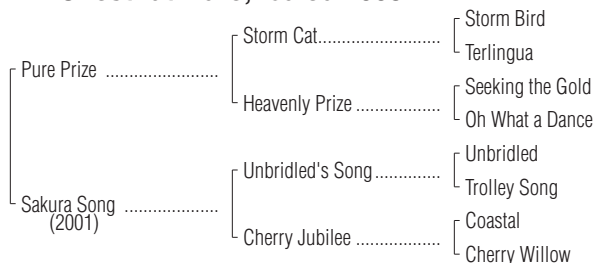 Storm Bird
Storm Cat........................
Terlingua
Pure Prize ......................
Seeking the Gold
Heavenly Prize .................
Oh What a Dance
Unbridled
Unbridled's Song.............
Trolley Song
Sakura Song ...................
(2001)
Coastal
Cherry Jubilee .................
Cherry Willow